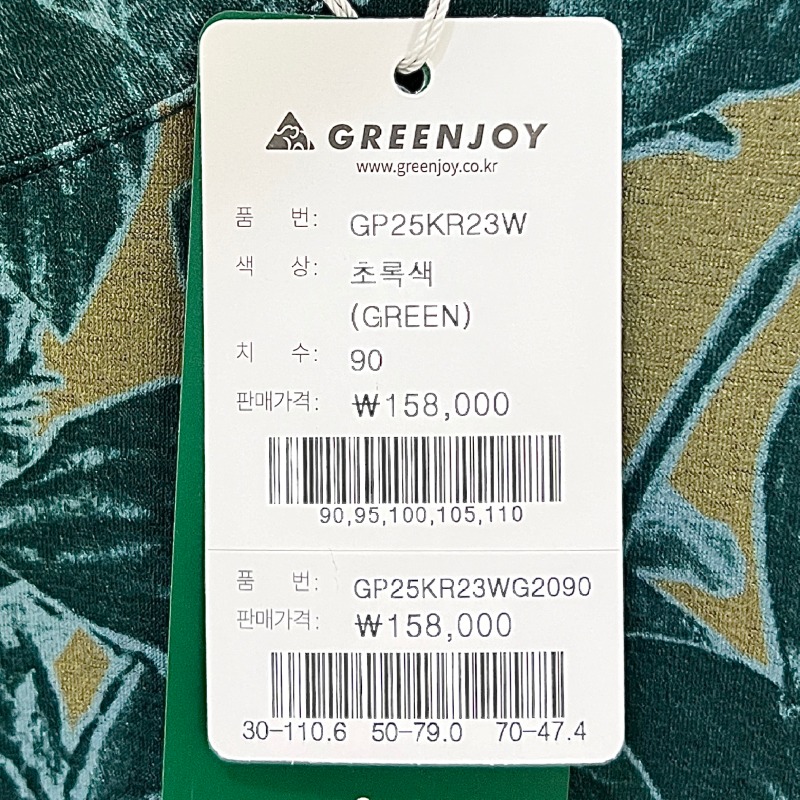 GREENJOY
www.greenjoy.co.kr
품 번: GP25KR23W
색 상: 초록색
(GREEN)
치 수: 90
판매가격: ₩158,000
90,95,100,105,110
품 번: GP25KR23WG2090
판매가격: ₩158,000
30-110.6 50-79.0 70-47.4